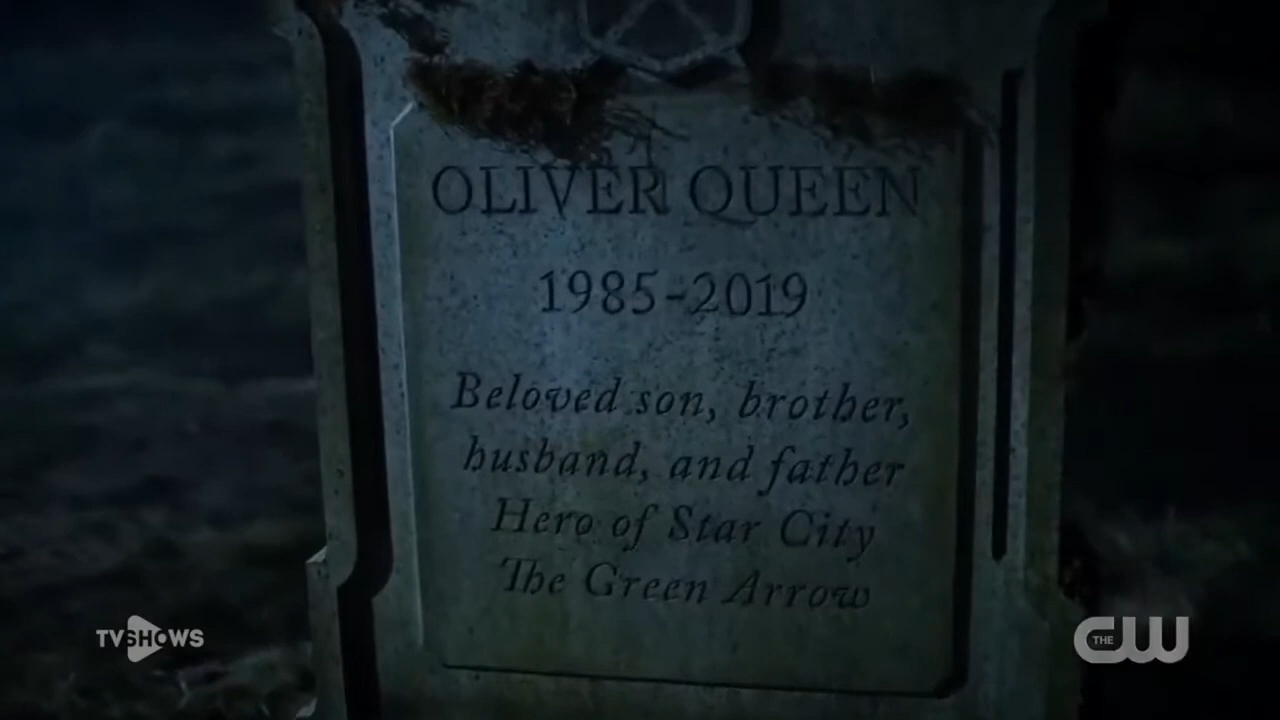 OLIVER QUEEN
1985-2019
Beloved son, brother,
husband, and father
Hero of Star City
The Green Arrow
TVSHOWS
THE CW